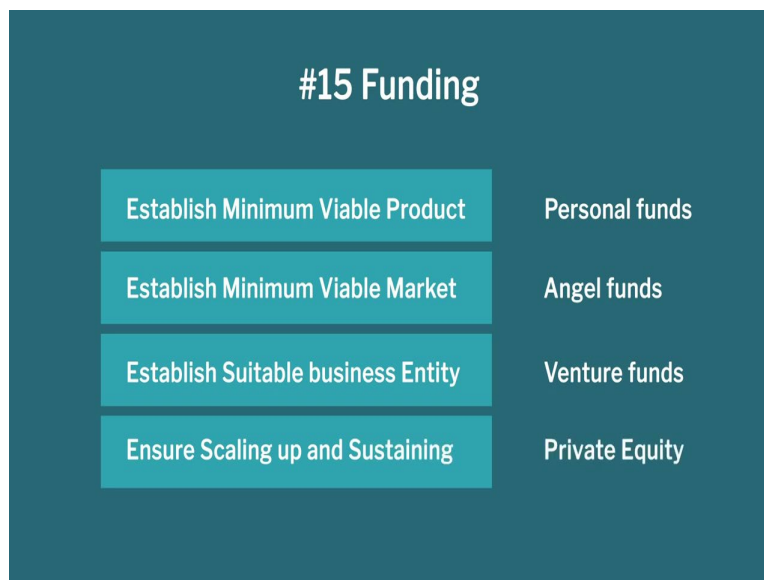 #15 Funding
Establish Minimum Viable Product Personal funds
Establish Minimum Viable Market Angel funds
Establish Suitable business Entity Venture funds
Ensure Scaling up and Sustaining Private Equity